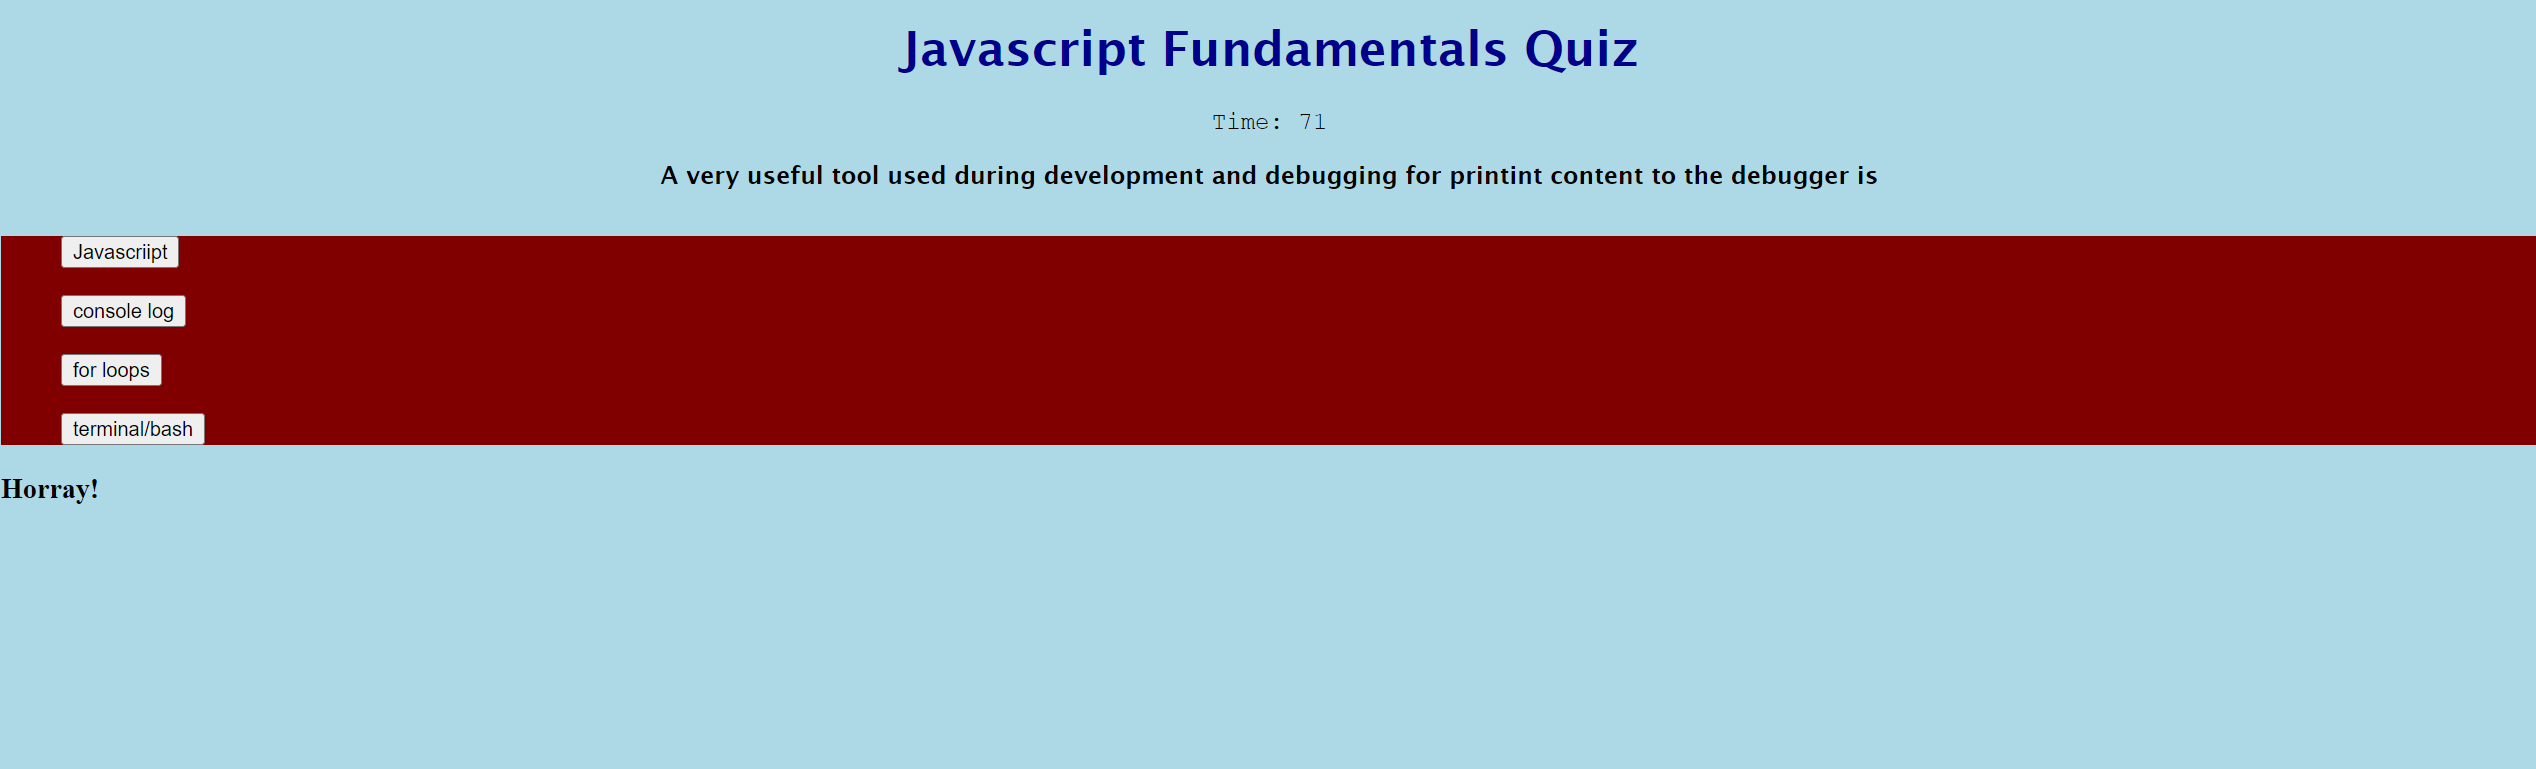 Javascript Fundamentals Quiz
Time: 71
A very useful tool used during development and debugging for printint content to the debugger is
Javascriipt
console log
for loops
terminal/bash
Horray!